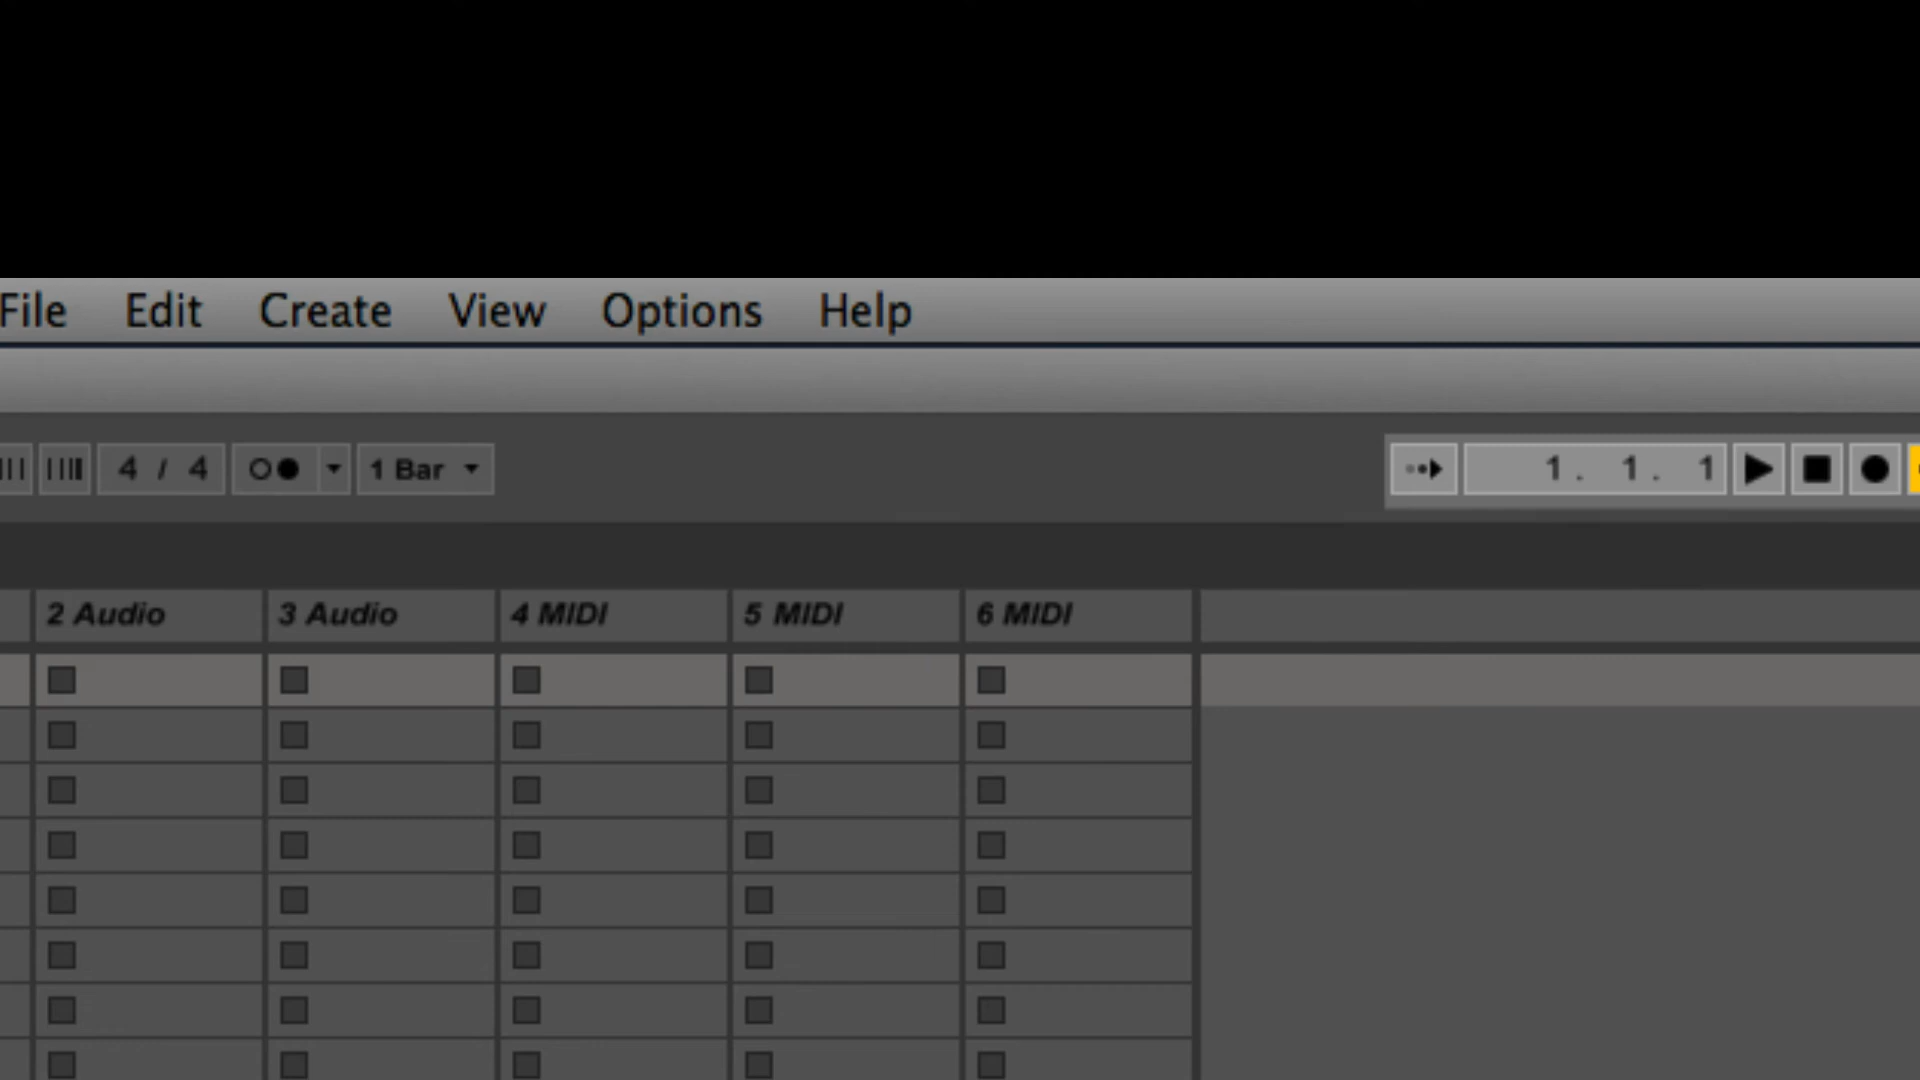 File Edit Create View Options Help
4 / 4 1 Bar 1. 1. 1
2 Audio 3 Audio 4 MIDI 5 MIDI 6 MIDI